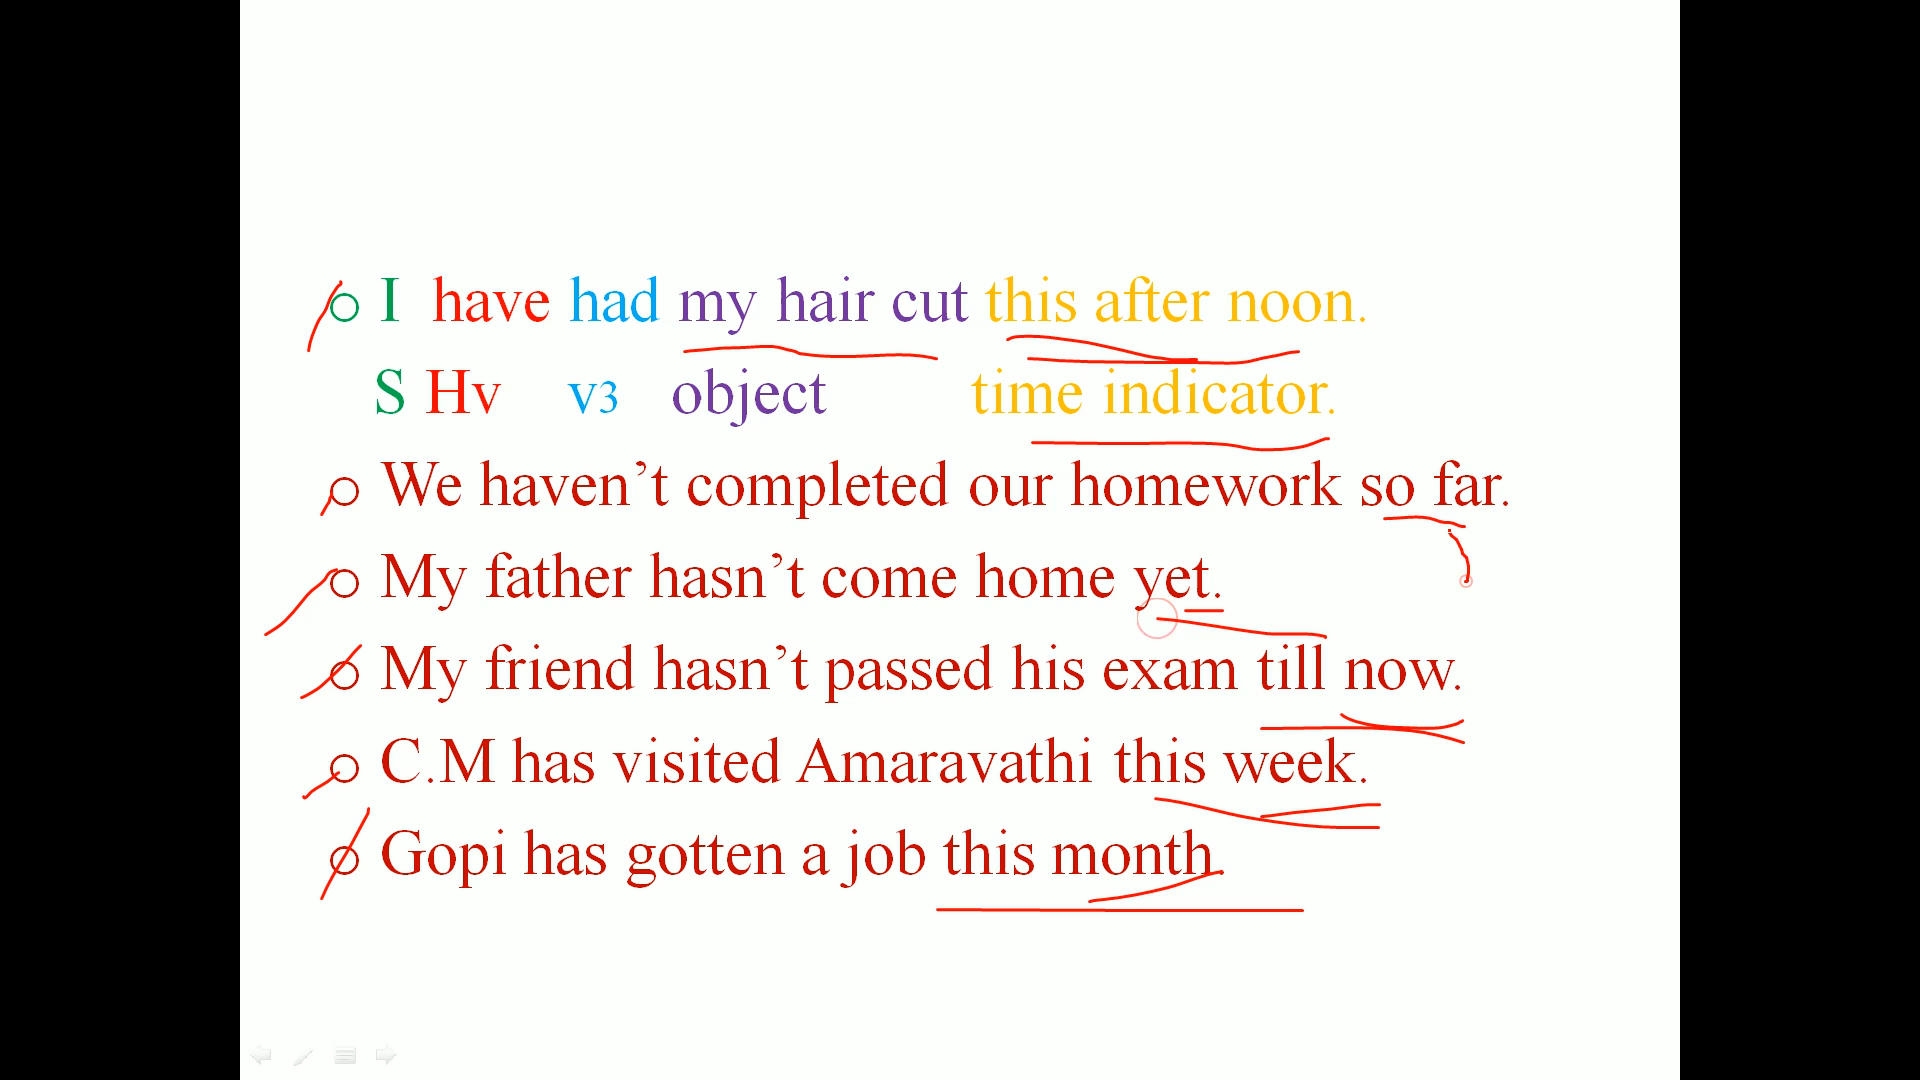 I have had my hair cut this after noon.
S Hv v3 object time indicator.
We haven’t completed our homework so far.
My father hasn’t come home yet.
My friend hasn’t passed his exam till now.
C.M has visited Amaravathi this week.
Gopi has gotten a job this month.